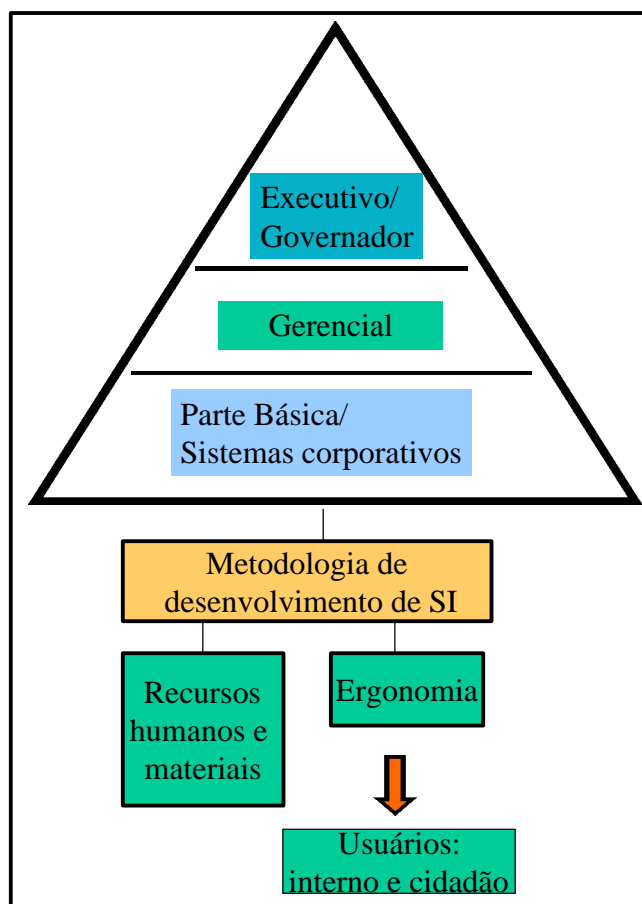 Executivo/
Governador
Gerencial
Parte Básica/
Sistemas corporativos
Metodologia de
desenvolvimento de SI
Recursos
humanos e
materiais
Ergonomia
Usuários:
interno e cidadão